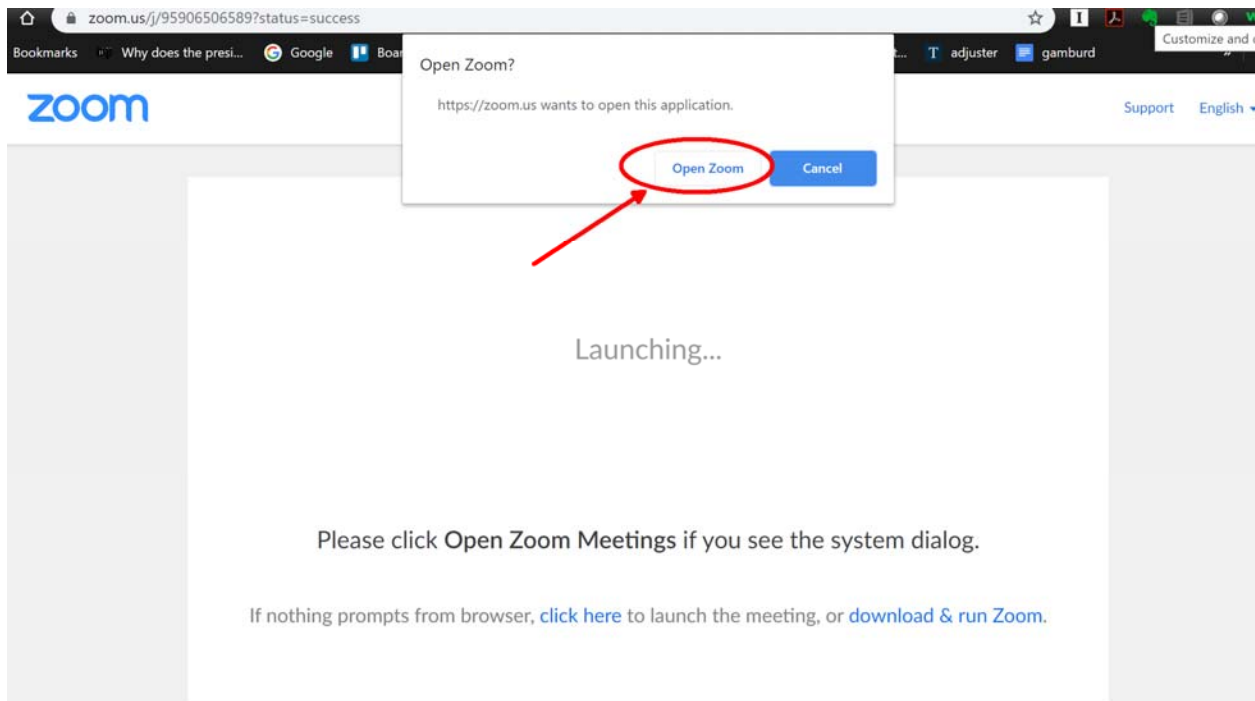 zoom.us/j/95906506589?status=success
Customize and
Bookmarks Why does the presi... Google Boar adjuster gamburd
zoom
Open Zoom?
https://zoom.us wants to open this application.
Open Zoom Cancel
Support English
Launching...
Please click Open Zoom Meetings if you see the system dialog.
If nothing prompts from browser, click here to launch the meeting, or download & run Zoom.